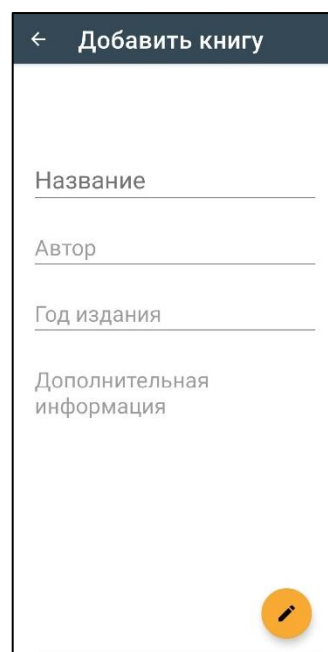 Добавить книгу
Название
Автор
Год издания
Дополнительная
информация